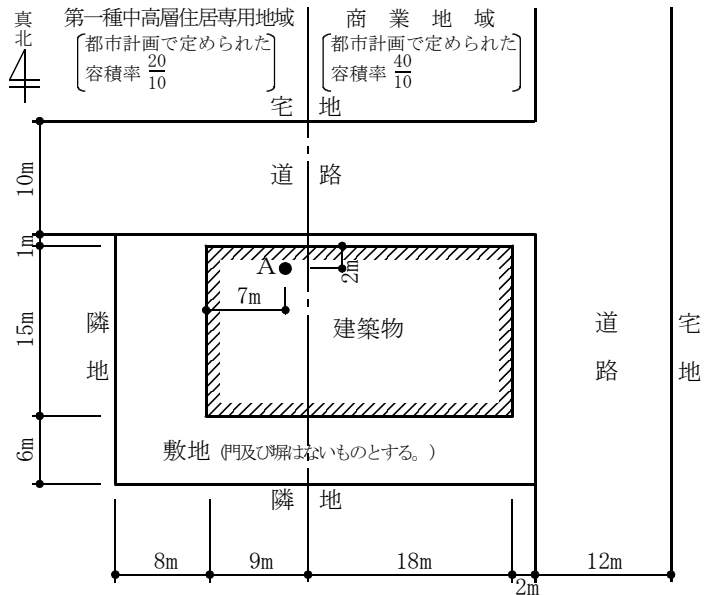 真北
第一種中高層住居専用地域
都市計画で定められた
容積率 20/10
商業地域
都市計画で定められた
容積率 40/10
宅地
道路
10m
1m
15m
6m
A
2m
7m
建築物
隣地
道路
宅地
敷地 (門及び塀はないものとする。)
隣地
8m
9m
18m
2m
12m